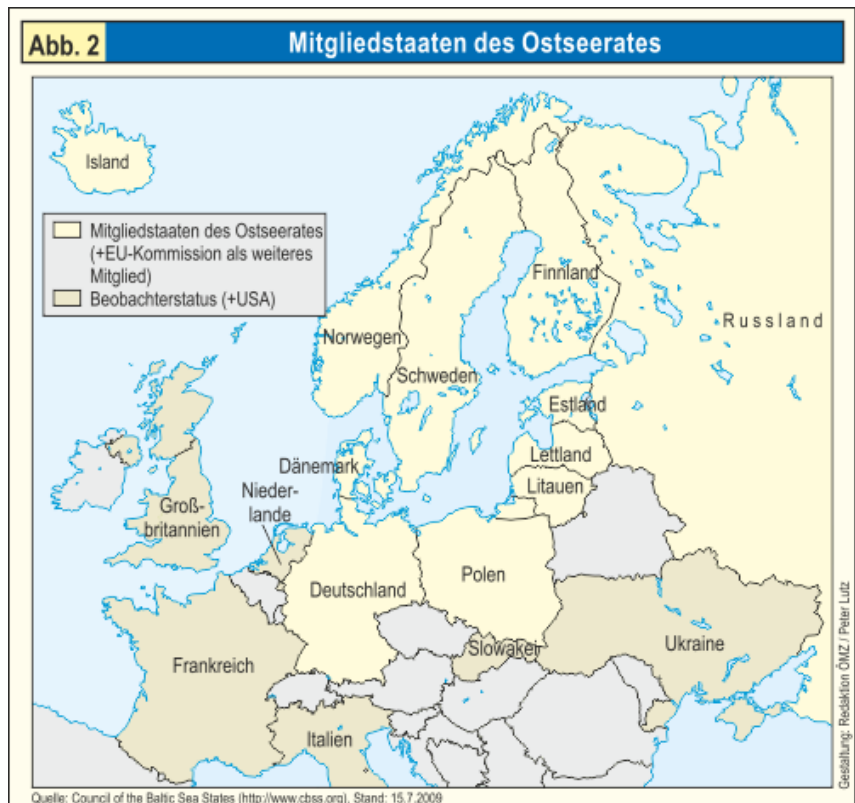 Abb. 2
Mitgliedstaaten des Ostseerates
Island
Mitgliedstaaten des Ostseerates
(+EU-Kommission als weiteres
Mitglied)
Beobachterstatus (+USA)
Finnland
Russland
Norwegen
Schweden
Estland
Lettland
Dänemark
Litauen
Nieder-
lande
Groß-
britannien
Deutschland
Polen
Slowakei
Ukraine
Frankreich
Italien
Gestaltung: Redaktion ÖMZ / Peter Lutz
Quelle: Council of the Baltic Sea States (http://www.cbss.org), Stand: 15.7.2009